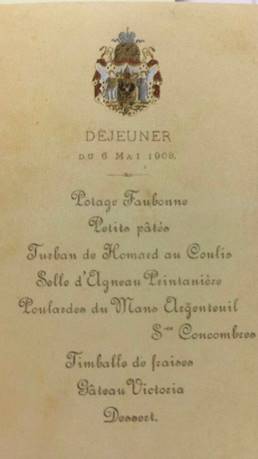 DÉJEUNER
DU 6 MAI 1908.
Potage Faubonne
Petits pâtés
Turban de Homard au Coulis
Selle d'Agneau Printanière
Poulardes du Mans Argenteuil
Sce Concombres
Timballe de fraises
Gâteau Victoria
Dessert.